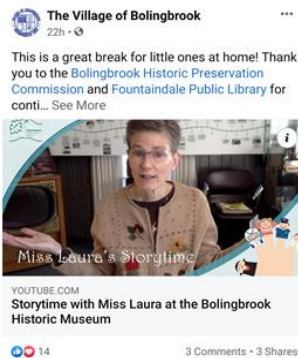 The Village of Bolingbrook
22h
This is a great break for little ones at home! Thank
you to the Bolingbrook Historic Preservation
Commission and Fountaindale Public Library for
conti... See More
Miss Laura's Storytime
YOUTUBE.COM
Storytime with Miss Laura at the Bolingbrook
Historic Museum
14
3 Comments • 3 Shares